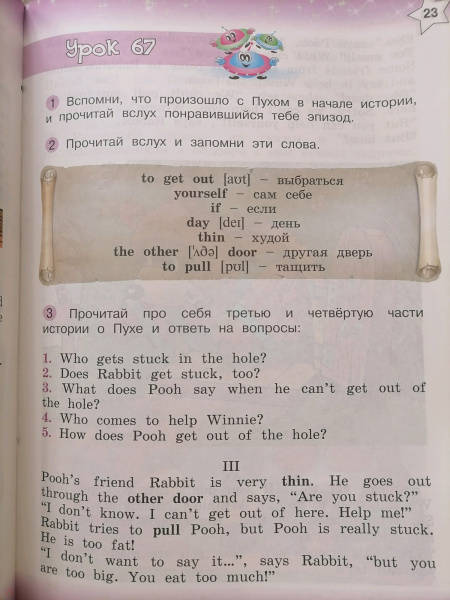 23
Урок 67
1 Вспомни, что произошло с Пухом в начале истории,
и прочитай вслух понравившийся тебе эпизод.
2 Прочитай вслух и запомни эти слова.
to get out [aʊt] – выбраться
yourself – сам себе
if – если
day [deɪ] – день
thin – худой
the other ['ʌðə] door – другая дверь
to pull [pʊl] – тащить
3 Прочитай про себя третью и четвёртую части
истории о Пухе и ответь на вопросы:
1. Who gets stuck in the hole?
2. Does Rabbit get stuck, too?
3. What does Pooh say when he can't get out of
the hole?
4. Who comes to help Winnie?
5. How does Pooh get out of the hole?
III
Pooh's friend Rabbit is very thin. He goes out
through the other door and says, “Are you stuck?”
“I don't know. I can't get out of here. Help me!”
Rabbit tries to pull Pooh, but Pooh is really stuck.
He is too fat!
“I don't want to say it...”, says Rabbit, “but you
are too big. You eat too much!”